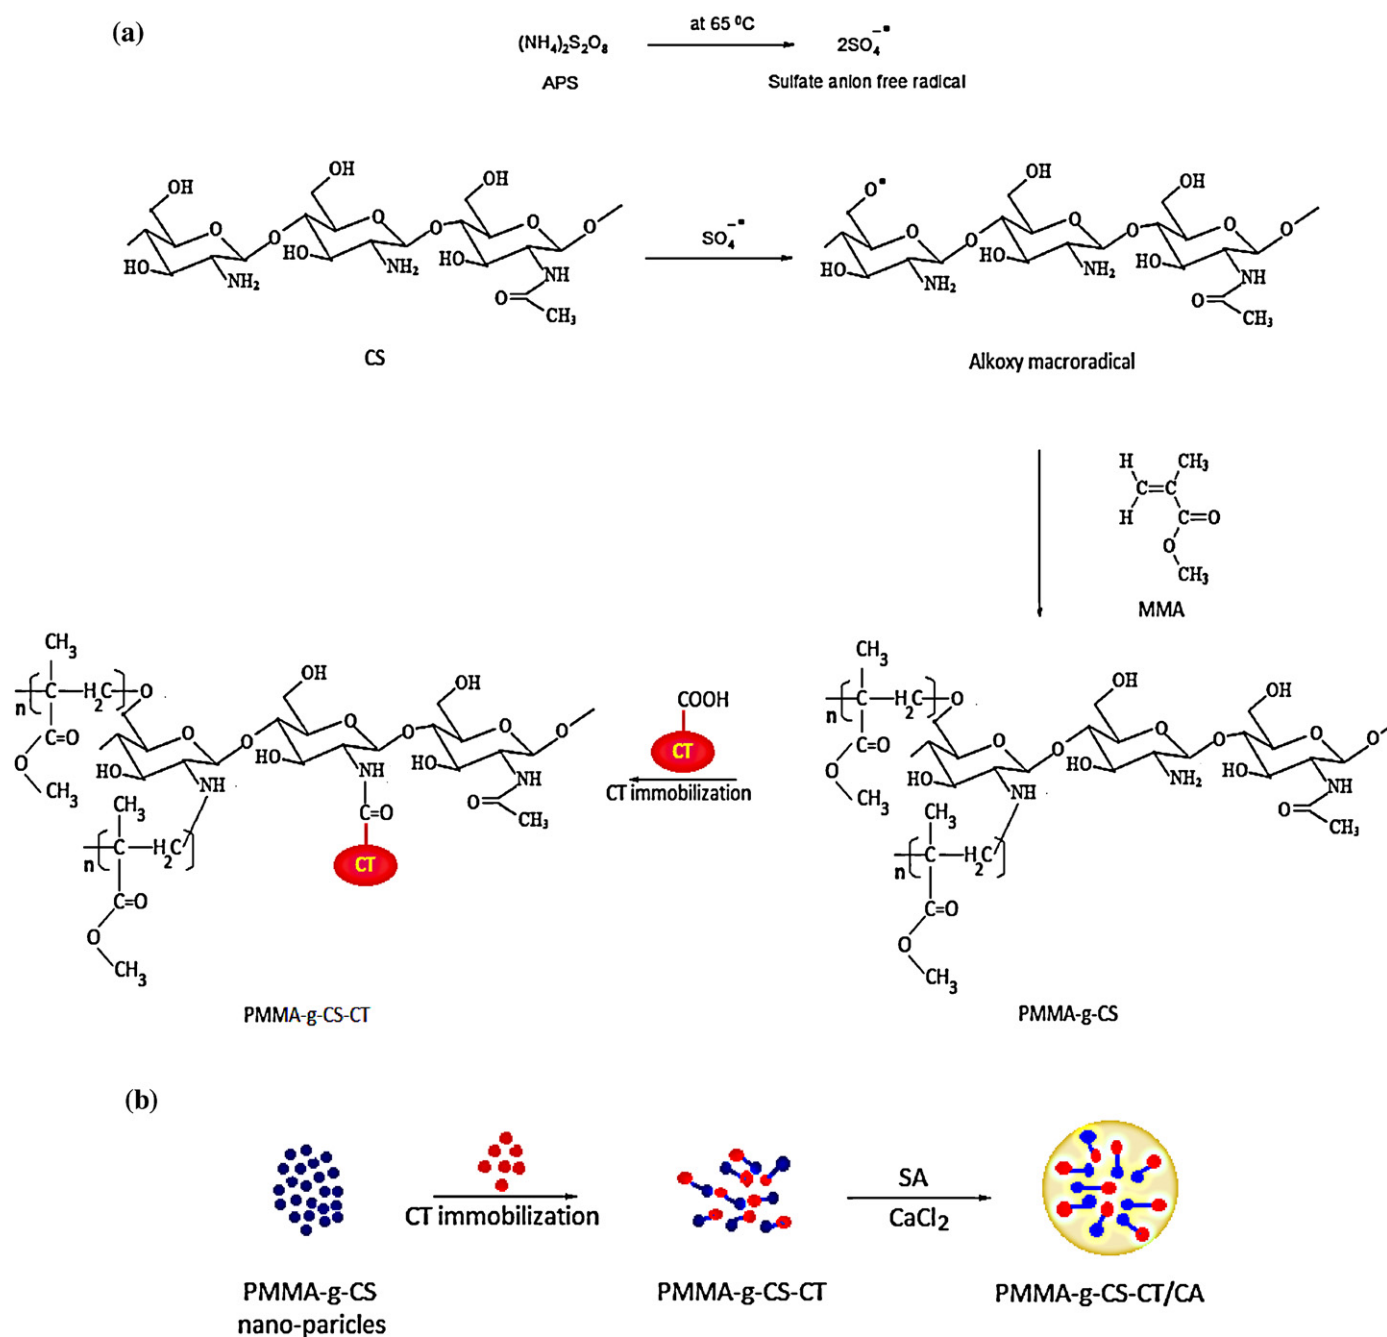 (a)
at 65 ⁰C
(NH₄)₂S₂O₈
2SO₄⁻•
APS
Sulfate anion free radical
OH
OH
OH
O
O
O
O
O
O
HO
NH₂
HO
NH₂
HO
NH
O
CH₃
SO₄⁻•
O•
OH
OH
O
O
O
O
O
O
HO
NH₂
HO
NH₂
HO
NH
O
CH₃
CS
Alkoxy macroradical
H
CH₃
C=C
H
C=O
O
CH₃
MMA
CH₃
n
C
H₂C
O
C=O
O
CH₃
OH
OH
O
O
O
O
O
O
HO
NH
HO
NH
HO
NH
O
CH₃
C=O
CT
CH₃
n
C
H₂C
C=O
O
CH₃
COOH
CT
CT immobilization
CH₃
n
C
H₂C
O
C=O
O
CH₃
OH
OH
O
O
O
O
O
O
HO
NH
HO
NH₂
HO
NH
O
CH₃
CH₃
n
C
H₂C
C=O
O
CH₃
PMMA-g-CS-CT
PMMA-g-CS
(b)
CT immobilization
SA
CaCl₂
PMMA-g-CS
nano-paricles
PMMA-g-CS-CT
PMMA-g-CS-CT/CA